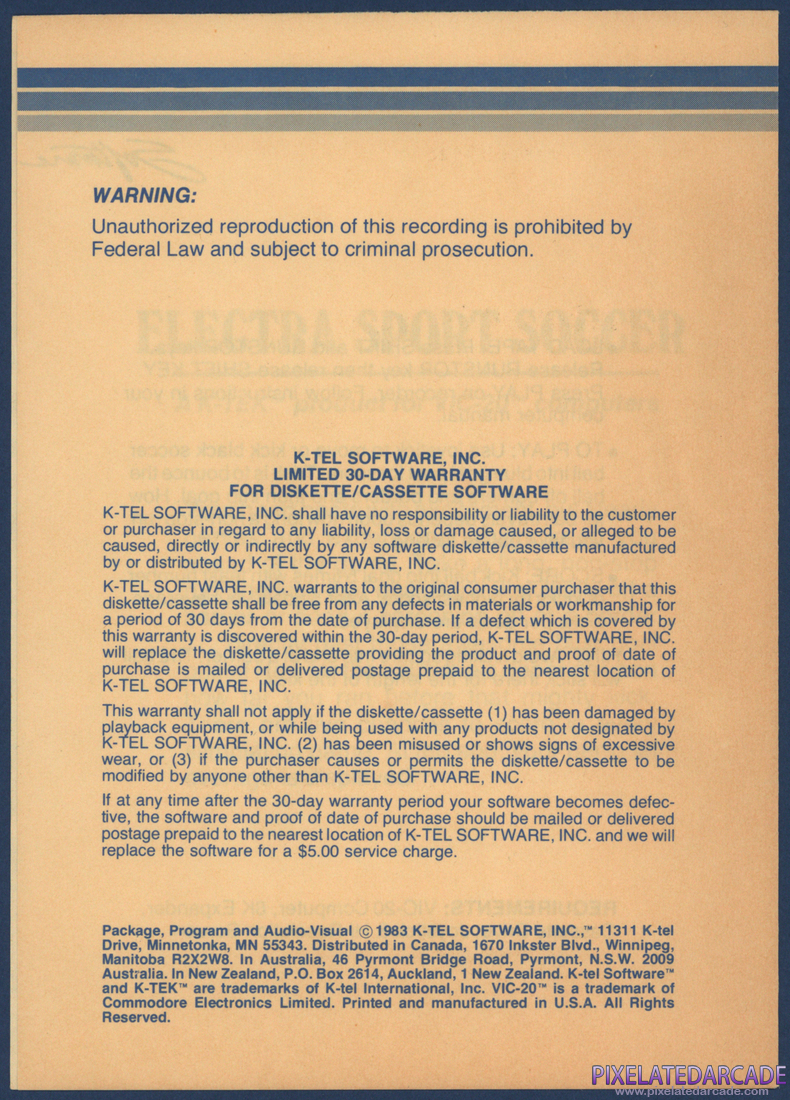 WARNING:
Unauthorized reproduction of this recording is prohibited by
Federal Law and subject to criminal prosecution.
ELECTRA SPORT SOCCER
K-TEL SOFTWARE, INC.
LIMITED 30-DAY WARRANTY
FOR DISKETTE/CASSETTE SOFTWARE
K-TEL SOFTWARE, INC. shall have no responsibility or liability to the customer
or purchaser in regard to any liability, loss or damage caused, or alleged to be
caused, directly or indirectly by any software diskette/cassette manufactured
by or distributed by K-TEL SOFTWARE, INC.
K-TEL SOFTWARE, INC. warrants to the original consumer purchaser that this
diskette/cassette shall be free from any defects in materials or workmanship for
a period of 30 days from the date of purchase. If a defect which is covered by
this warranty is discovered within the 30-day period, K-TEL SOFTWARE, INC.
will replace the diskette/cassette providing the product and proof of date of
purchase is mailed or delivered postage prepaid to the nearest location of
K-TEL SOFTWARE, INC.
This warranty shall not apply if the diskette/cassette (1) has been damaged by
playback equipment, or while being used with any products not designated by
K-TEL SOFTWARE, INC. (2) has been misused or shows signs of excessive
wear, or (3) if the purchaser causes or permits the diskette/cassette to be
modified by anyone other than K-TEL SOFTWARE, INC.
If at any time after the 30-day warranty period your software becomes defec-
tive, the software and proof of date of purchase should be mailed or delivered
postage prepaid to the nearest location of K-TEL SOFTWARE, INC. and we will
replace the software for a $5.00 service charge.
Package, Program and Audio-Visual ©1983 K-TEL SOFTWARE, INC.,™ 11311 K-tel
Drive, Minnetonka, MN 55343. Distributed in Canada, 1670 Inkster Blvd., Winnipeg,
Manitoba R2X2W8. In Australia, 46 Pyrmont Bridge Road, Pyrmont, N.S.W. 2009
Australia. In New Zealand, P.O. Box 2614, Auckland, 1 New Zealand. K-tel Software™
and K-TEK™ are trademarks of K-tel International, Inc. VIC-20™ is a trademark of
Commodore Electronics Limited. Printed and manufactured in U.S.A. All Rights
Reserved.
PIXELATEDARCADE
www.pixelatedarcade.com